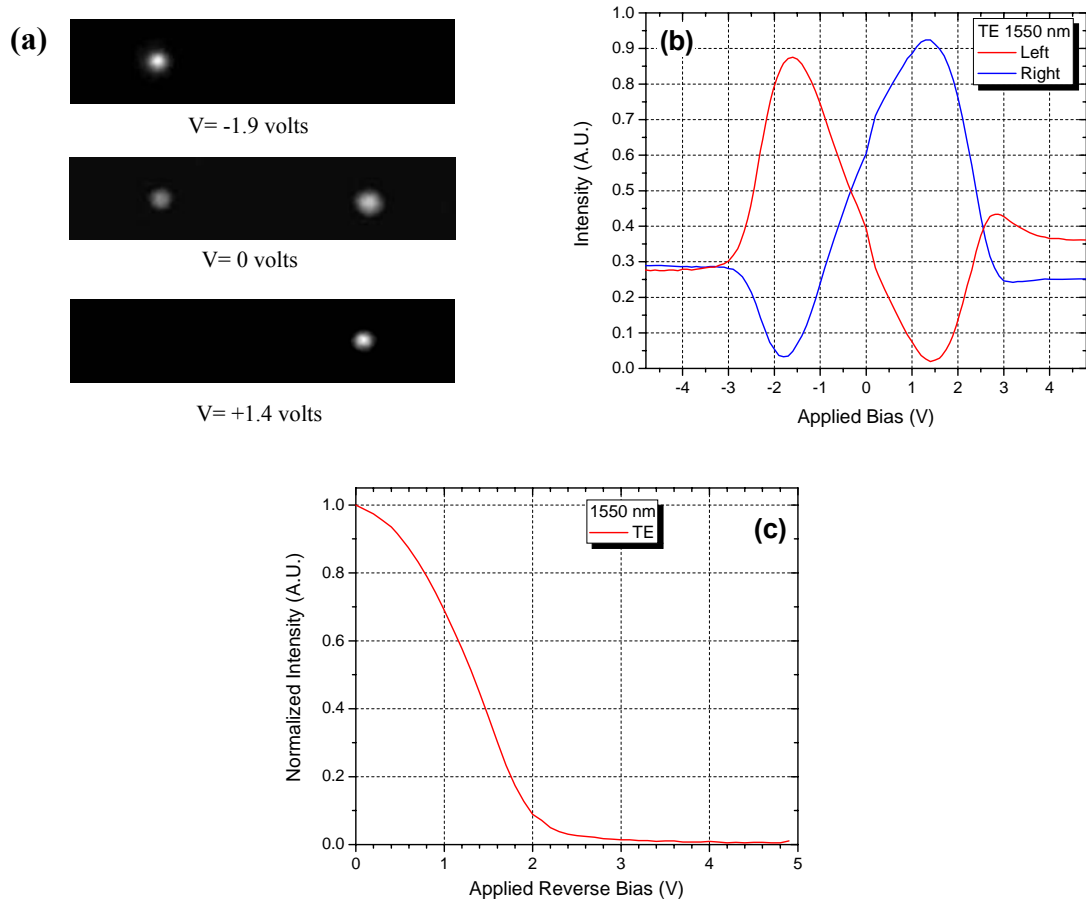 (a)
V= -1.9 volts
V= 0 volts
V= +1.4 volts
(b)
TE 1550 nm
Left
Right
1.0
0.9
0.8
0.7
0.6
0.5
0.4
0.3
0.2
0.1
0.0
Intensity (A.U.)
-4 -3 -2 -1 0 1 2 3 4
Applied Bias (V)
(c)
1550 nm
TE
1.0
0.8
0.6
0.4
0.2
0.0
Normalized Intensity (A.U.)
0 1 2 3 4 5
Applied Reverse Bias (V)